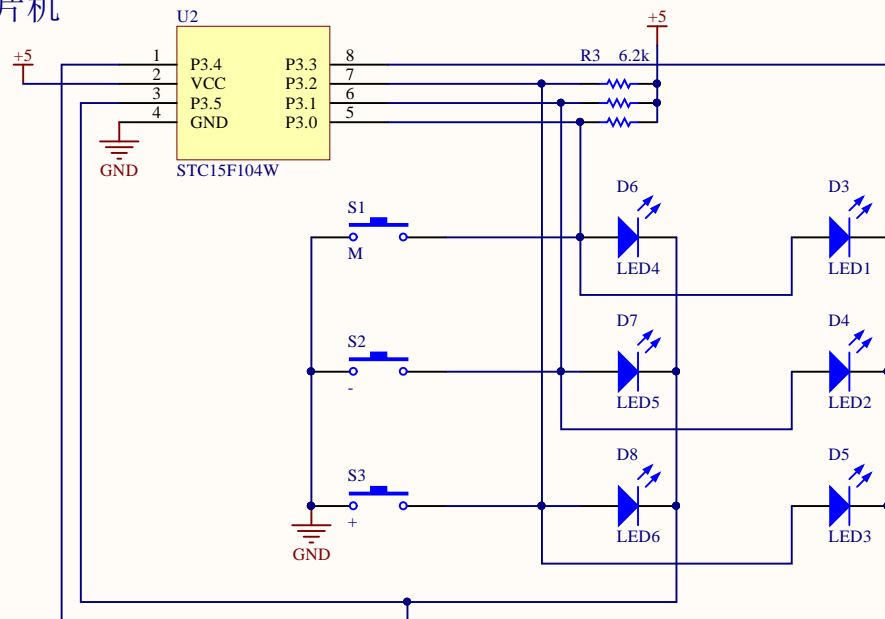 片机
U2
+5
+5
1 P3.4 P3.3 8
2 VCC P3.2 7
3 P3.5 P3.1 6
4 GND P3.0 5
R3 6.2k
GND
STC15F104W
S1
M
D6
LED4
D3
LED1
S2
-
D7
LED5
D4
LED2
S3
+
D8
LED6
D5
LED3
GND